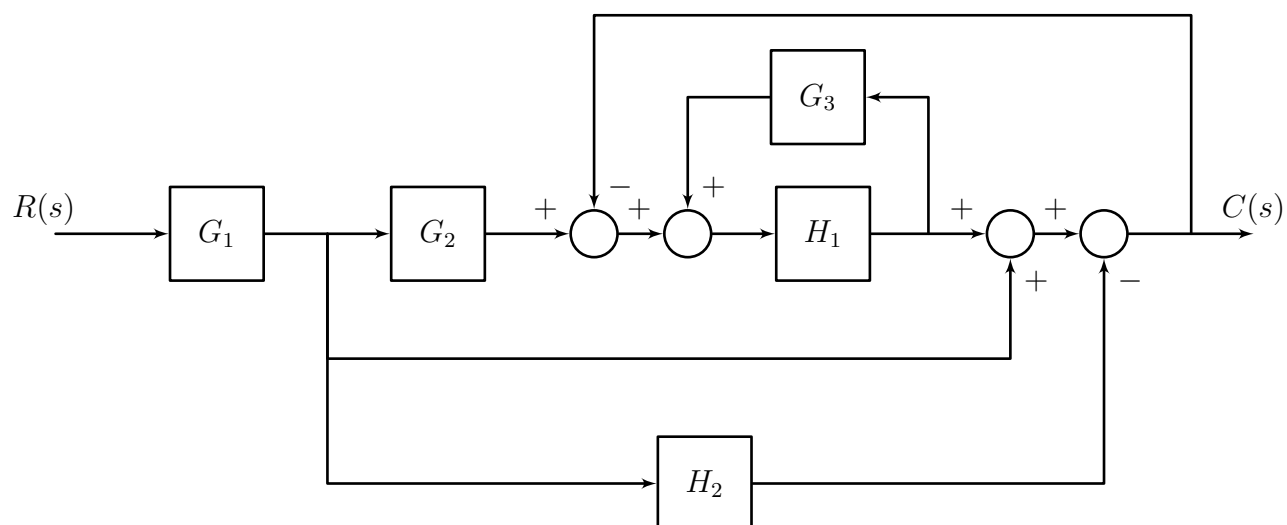 G₃
− + +
R(s) G₁ G₂ + H₁ + + C(s)
+ −
H₂